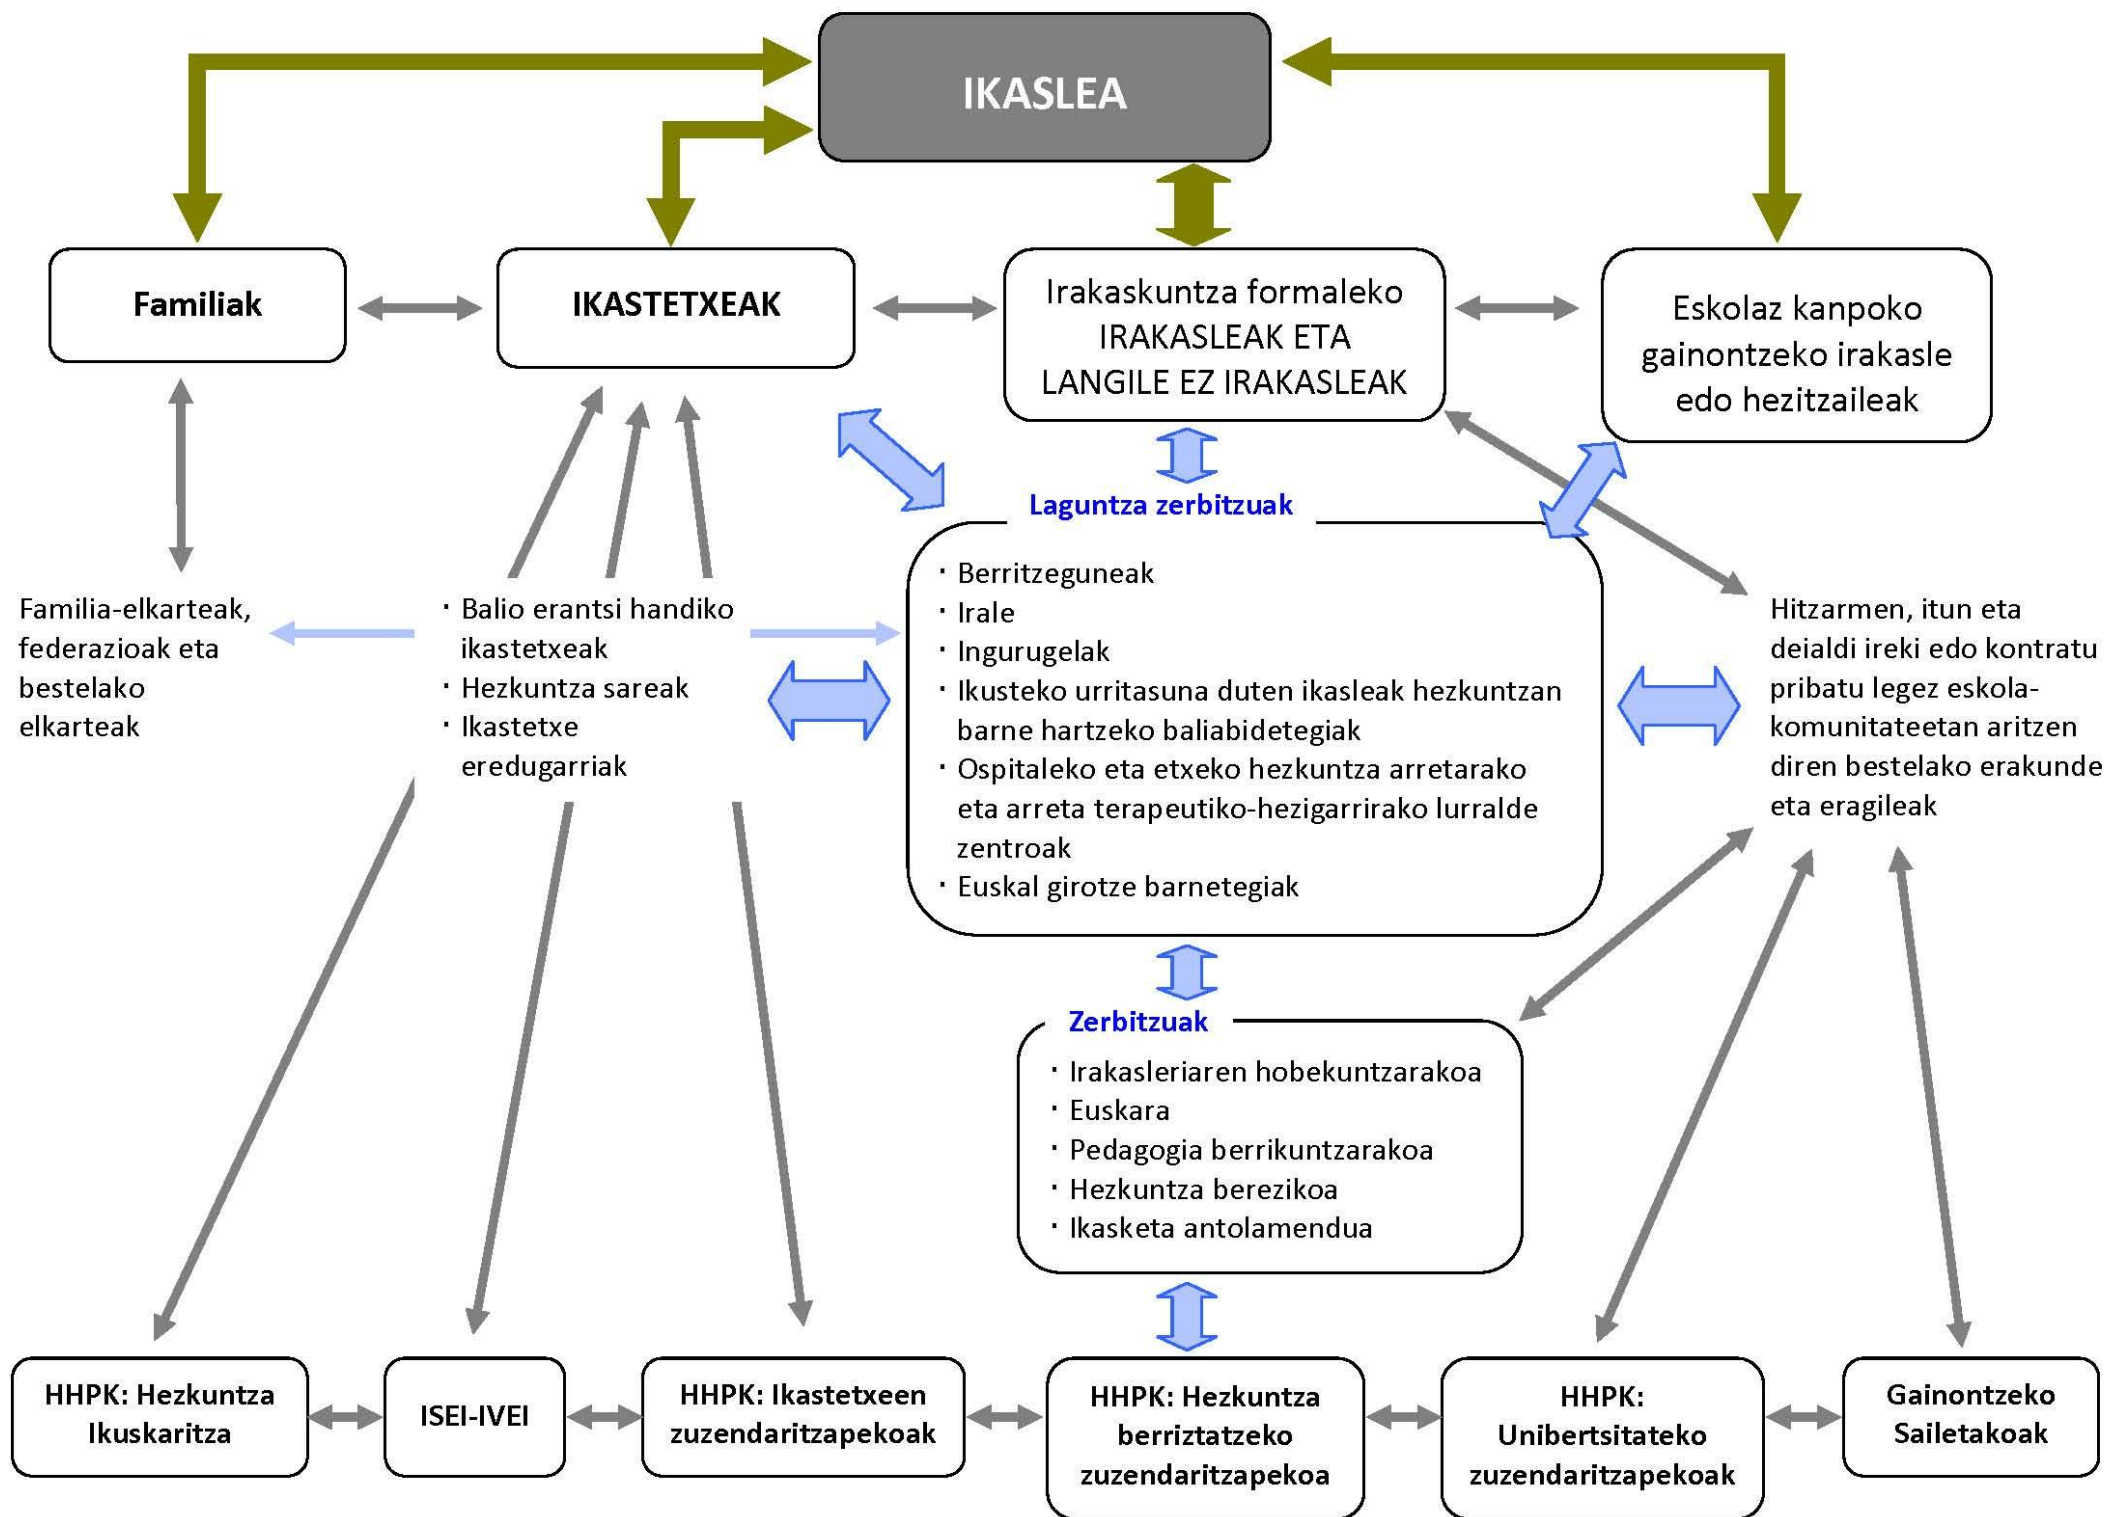 IKASLEA
Familiak
IKASTETXEAK
Irakaskuntza formaleko
IRAKASLEAK ETA
LANGILE EZ IRAKASLEAK
Eskolaz kanpoko
gainontzeko irakasle
edo hezitzaileak
Familia-elkarteak,
federazioak eta
bestelako
elkarteak
· Balio erantsi handiko
ikastetxeak
· Hezkuntza sareak
· Ikastetxe
eredugarriak
Laguntza zerbitzuak
· Berritzeguneak
· Irale
· Ingurugelak
· Ikusteko urritasuna duten ikasleak hezkuntzan
barne hartzeko baliabidetegiak
· Ospitaleko eta etxeko hezkuntza arretarako
eta arreta terapeutiko-hezigarrirako lurralde
zentroak
· Euskal girotze barnetegiak
Hitzarmen, itun eta
deialdi ireki edo kontratu
pribatu legez eskola-
komunitateetan aritzen
diren bestelako erakunde
eta eragileak
Zerbitzuak
· Irakasleriaren hobekuntzarakoa
· Euskara
· Pedagogia berrikuntzarakoa
· Hezkuntza berezikoa
· Ikasketa antolamendua
HHPK: Hezkuntza
Ikuskaritza
ISEI-IVEI
HHPK: Ikastetxeen
zuzendaritzapekoak
HHPK: Hezkuntza
berriztatzeko
zuzendaritzapekoa
HHPK:
Unibertsitateko
zuzendaritzapekoak
Gainontzeko
Sailetakoak